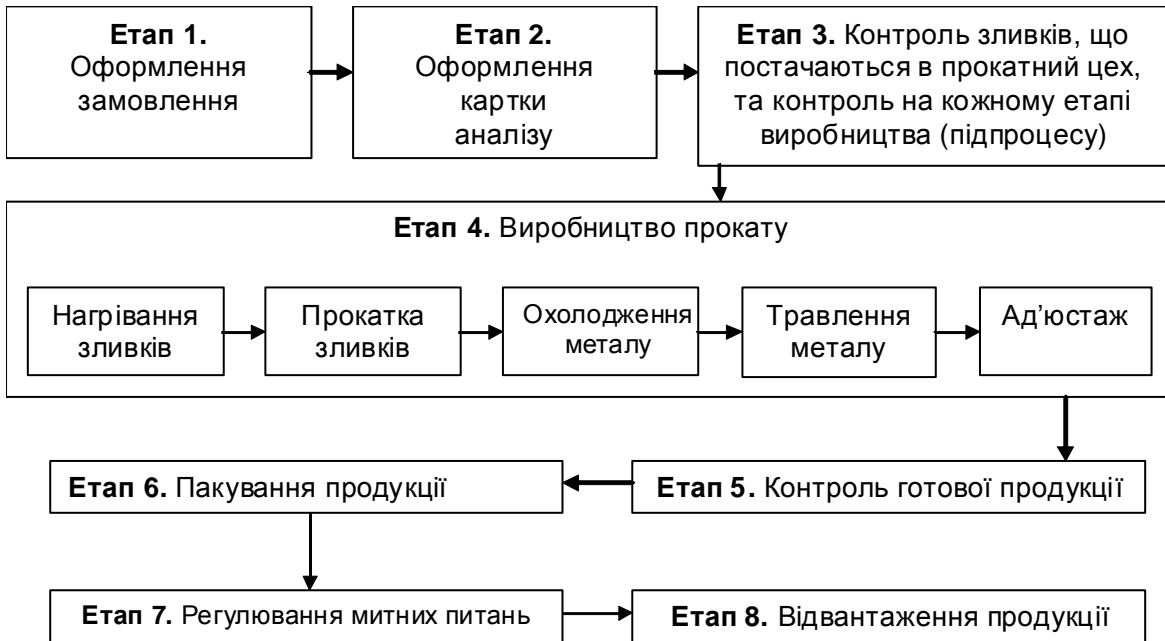 Етап 1.
Оформлення
замовлення
Етап 2.
Оформлення
картки
аналізу
Етап 3. Контроль зливків, що
постачаються в прокатний цех,
та контроль на кожному етапі
виробництва (підпроцесу)
Етап 4. Виробництво прокату
Нагрівання
зливків
Прокатка
зливків
Охолодження
металу
Травлення
металу
Ад’юстаж
Етап 5. Контроль готової продукції
Етап 6. Пакування продукції
Етап 7. Регулювання митних питань
Етап 8. Відвантаження продукції